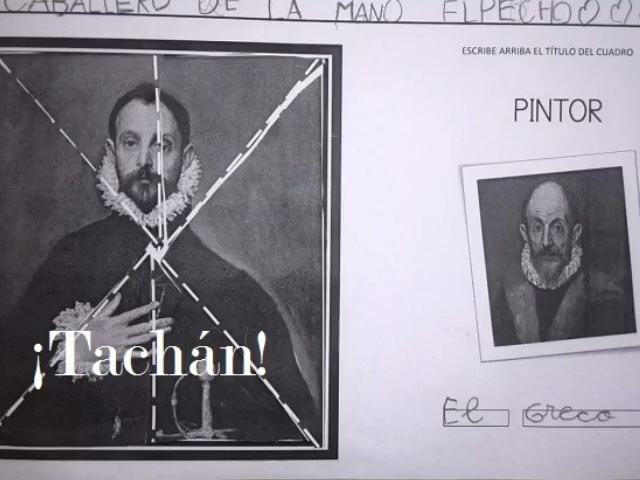 CABALLERO DE LA MANO ELPECHO
ESCRIBE ARRIBA EL TÍTULO DEL CUADRO
PINTOR
¡Tachán!
El Greco